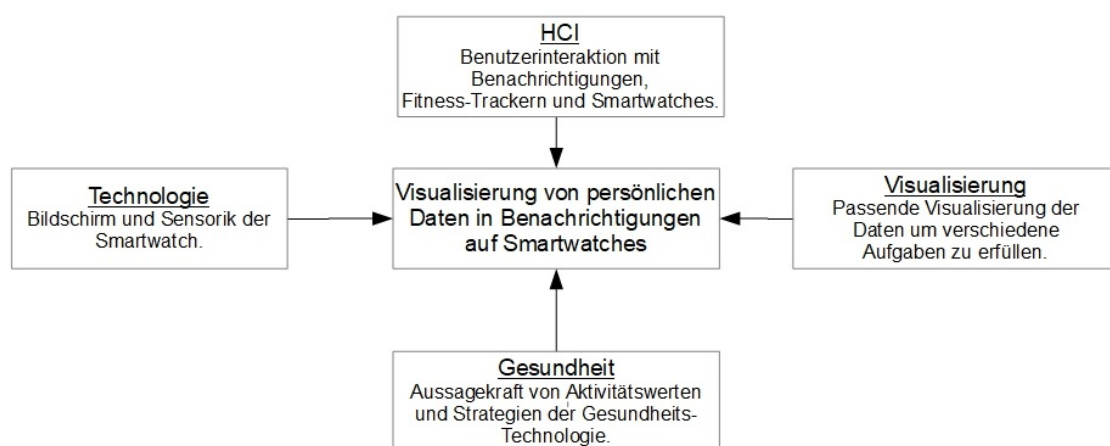 HCI
Benutzerinteraktion mit
Benachrichtigungen,
Fitness-Trackern und Smartwatches.
Technologie
Bildschirm und Sensorik der
Smartwatch.
Visualisierung von persönlichen
Daten in Benachrichtigungen
auf Smartwatches
Visualisierung
Passende Visualisierung der
Daten um verschiedene
Aufgaben zu erfüllen.
Gesundheit
Aussagekraft von Aktivitätswerten
und Strategien der Gesundheits-
Technologie.